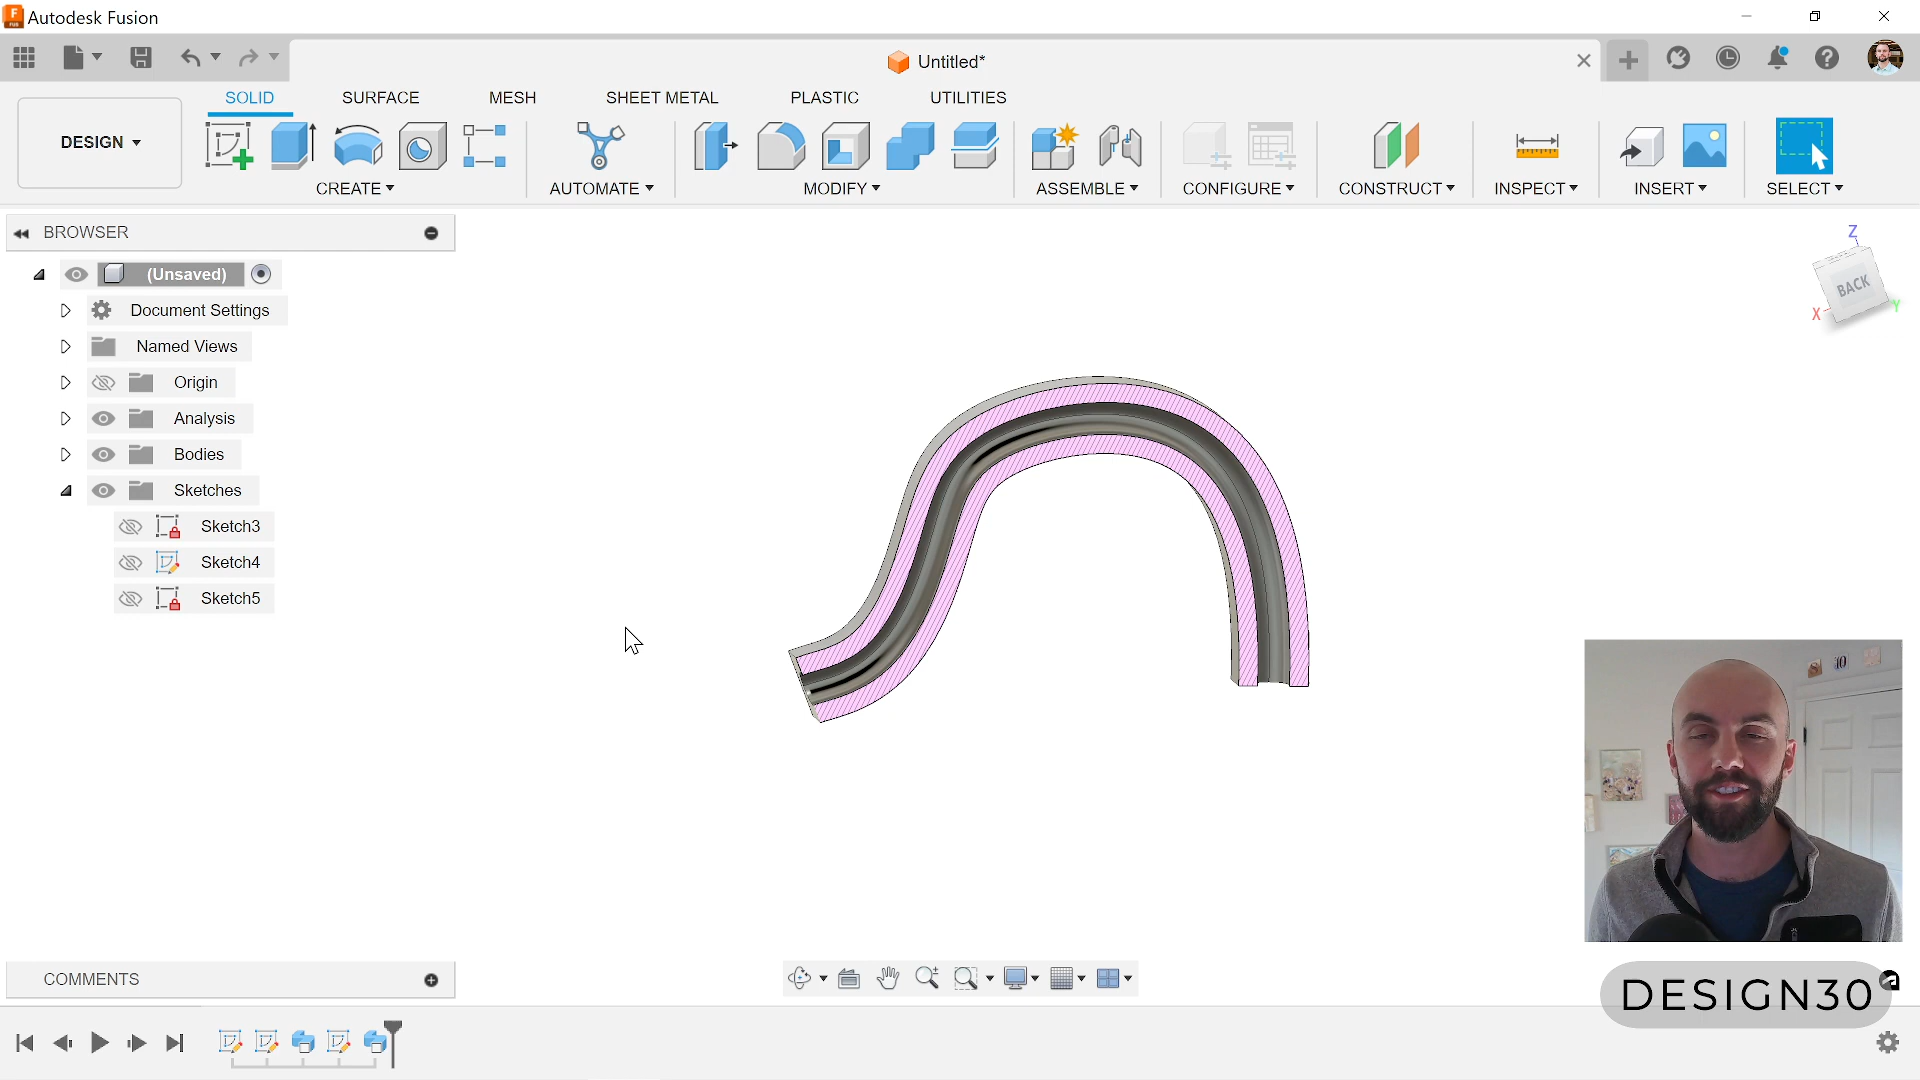 Autodesk Fusion
Untitled*
SOLID
SURFACE
MESH
SHEET METAL
PLASTIC
UTILITIES
DESIGN
CREATE
AUTOMATE
MODIFY
ASSEMBLE
CONFIGURE
CONSTRUCT
INSPECT
INSERT
SELECT
BROWSER
(Unsaved)
Document Settings
Named Views
Origin
Analysis
Bodies
Sketches
Sketch3
Sketch4
Sketch5
Z
BACK
X
Y
10
COMMENTS
DESIGN30